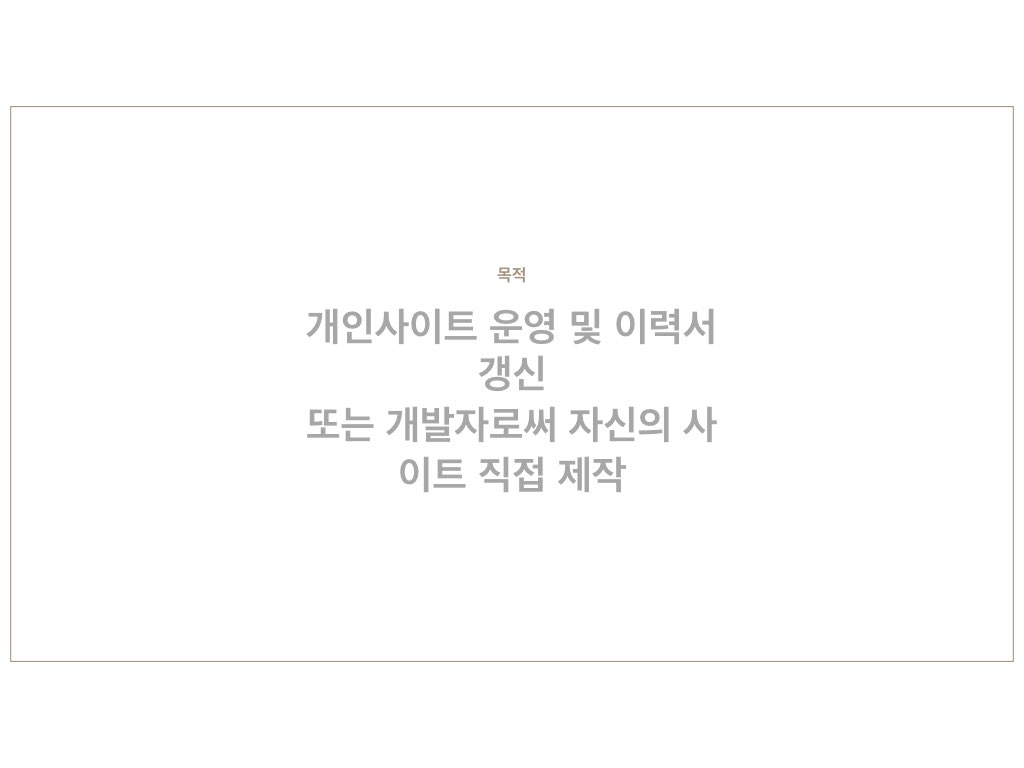 목적
개인사이트 운영 및 이력서
갱신
또는 개발자로써 자신의 사
이트 직접 제작